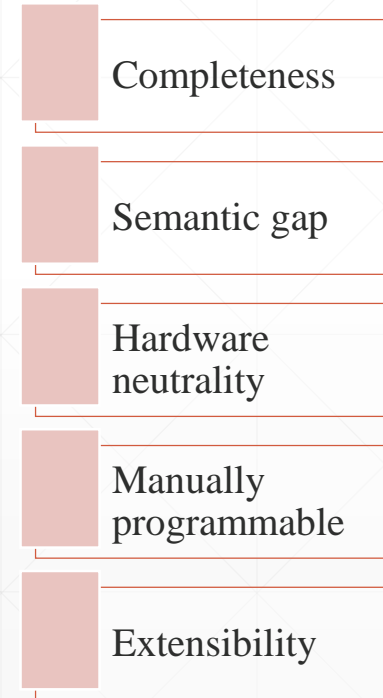 Completeness
Semantic gap
Hardware
neutrality
Manually
programmable
Extensibility